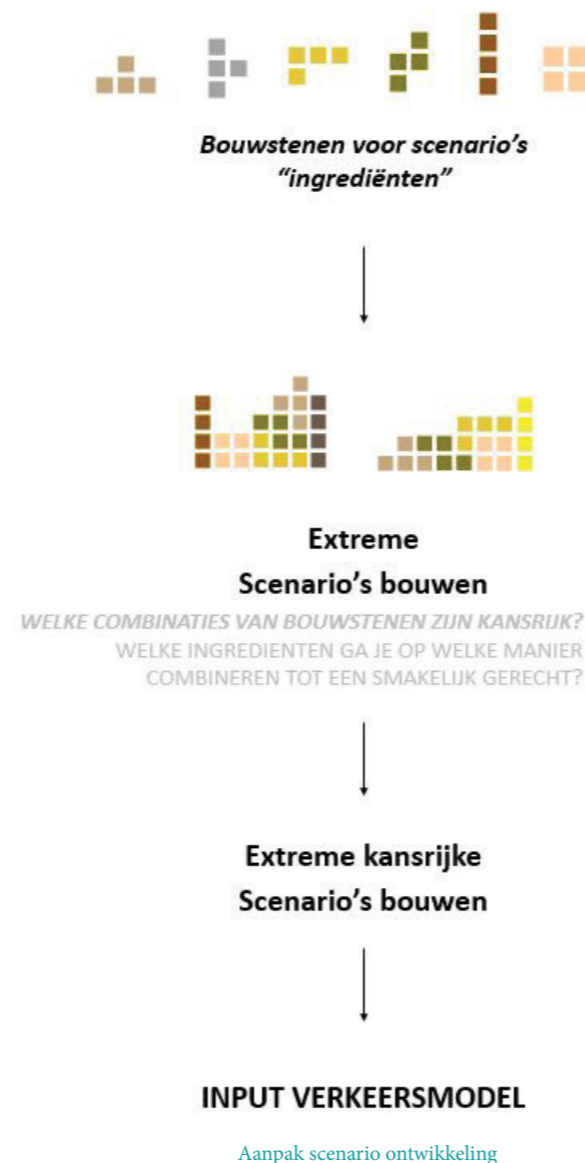 Bouwstenen voor scenario's
"ingrediënten"
Extreme
Scenario's bouwen
WELKE COMBINATIES VAN BOUWSTENEN ZIJN KANSRIJK?
WELKE INGREDIENTEN GA JE OP WELKE MANIER
COMBINEREN TOT EEN SMAKELIJK GERECHT?
Extreme kansrijke
Scenario's bouwen
INPUT VERKEERSMODEL
Aanpak scenario ontwikkeling